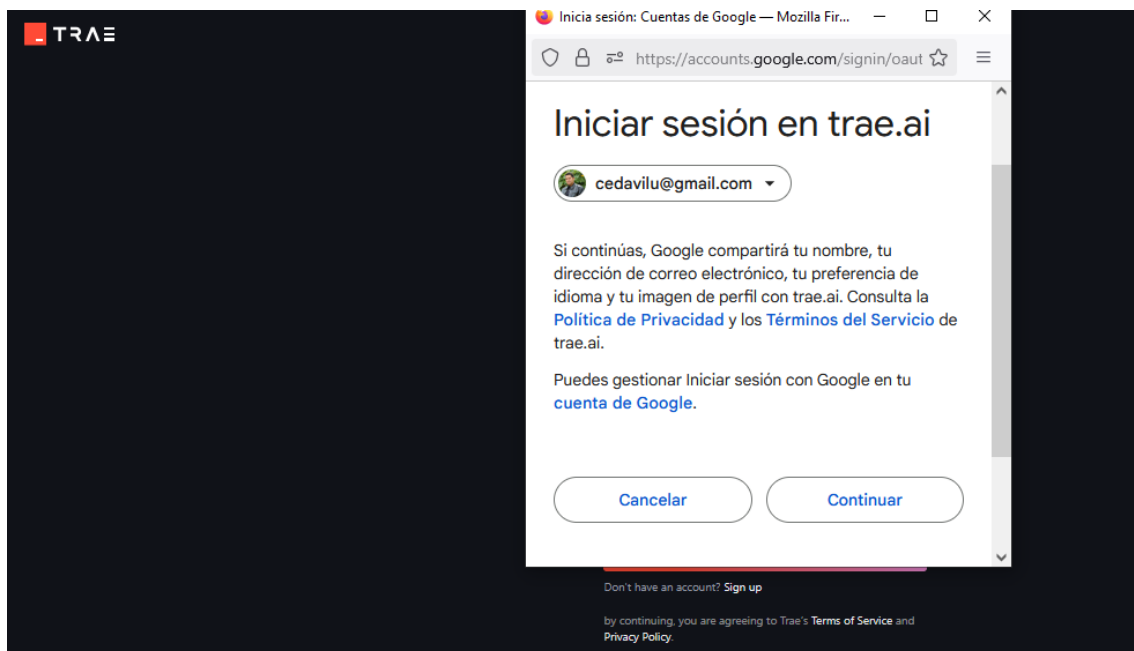 TRAE
Inicia sesión: Cuentas de Google — Mozilla Fir...
https://accounts.google.com/signin/oaut
Iniciar sesión en trae.ai
cedavilu@gmail.com
Si continúas, Google compartirá tu nombre, tu
dirección de correo electrónico, tu preferencia de
idioma y tu imagen de perfil con trae.ai. Consulta la
Política de Privacidad y los Términos del Servicio de
trae.ai.
Puedes gestionar Iniciar sesión con Google en tu
cuenta de Google.
Cancelar
Continuar
Don't have an account? Sign up
by continuing, you are agreeing to Trae's Terms of Service and
Privacy Policy.